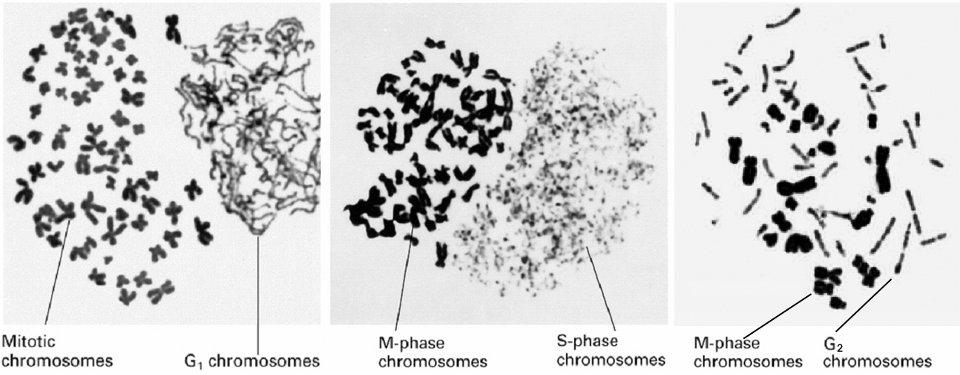 Mitotic
chromosomes
G₁ chromosomes
M-phase
chromosomes
S-phase
chromosomes
M-phase
chromosomes
G₂
chromosomes